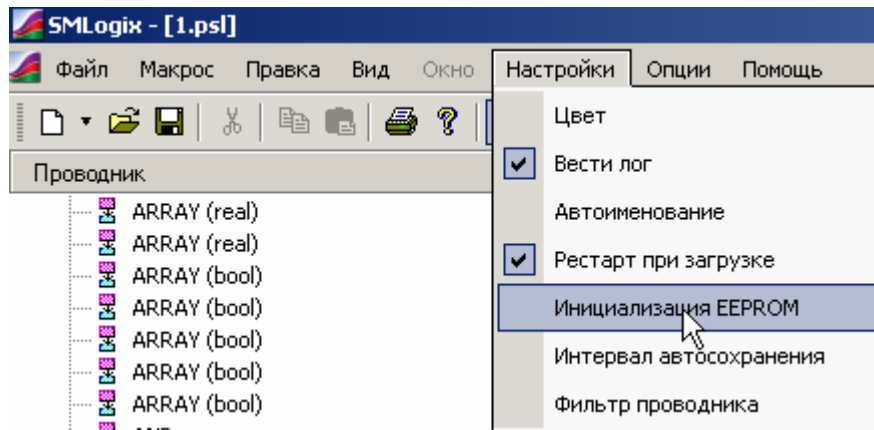 SMLogix - [1.psl]
Файл Макрос Правка Вид Окно Настройки Опции Помощь
Цвет
Проводник
Вести лог
ARRAY (real)
Автоименование
ARRAY (real)
Рестарт при загрузке
ARRAY (bool)
ARRAY (bool)
Инициализация EEPROM
ARRAY (bool)
Интервал автосохранения
ARRAY (bool)
ARRAY (bool)
Фильтр проводника